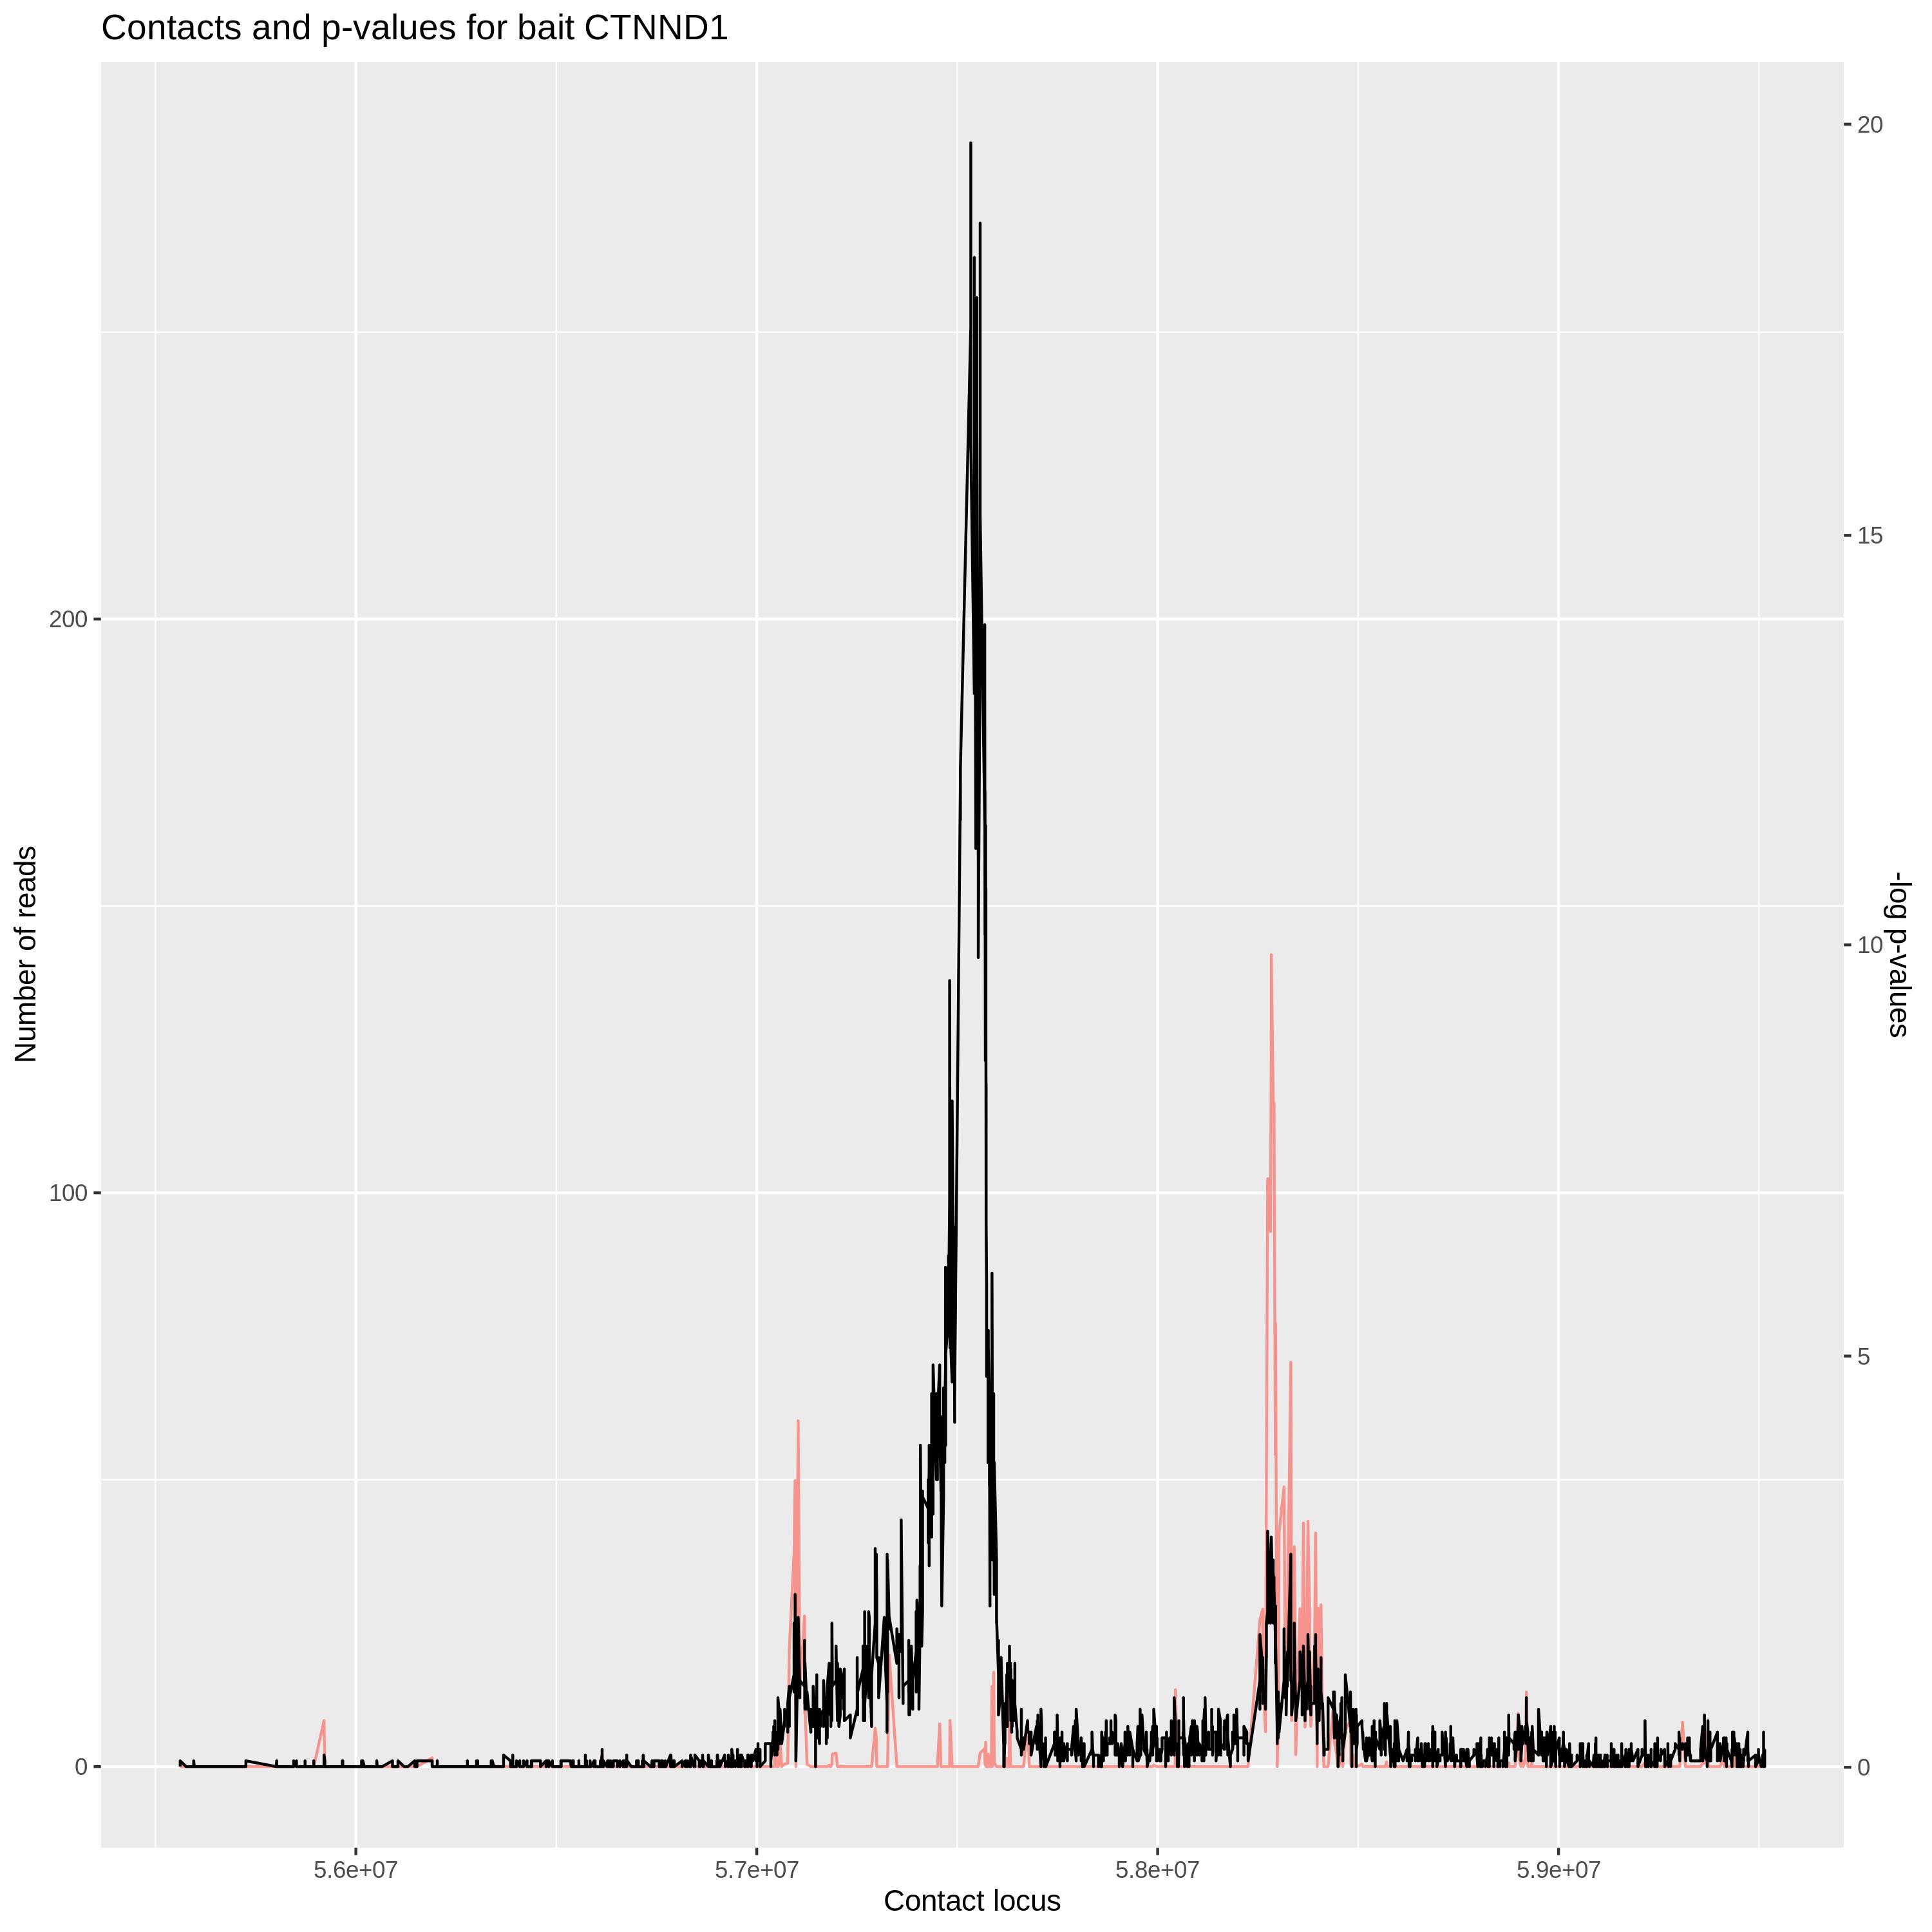 Contacts and p-values for bait CTNND1
Number of reads
200
100
0
20
15
10
5
0
-log p-values
5.6e+07
5.7e+07
5.8e+07
5.9e+07
Contact locus